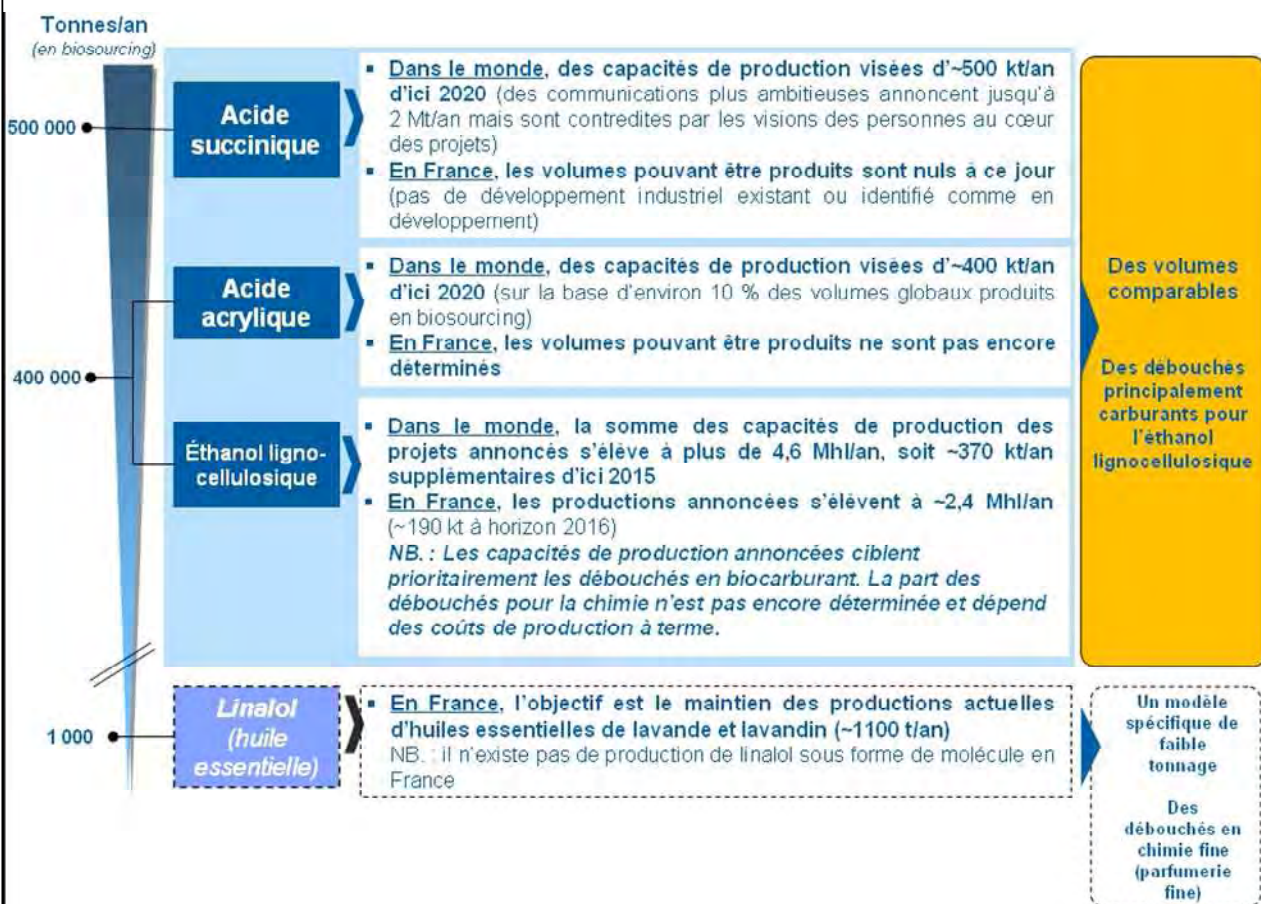 Tonnes/an
(en biosourcing)
500 000
400 000
1 000
Acide
succinique
▪ Dans le monde, des capacités de production visées d'~500 kt/an
d'ici 2020 (des communications plus ambitieuses annoncent jusqu'à
2 Mt/an mais sont contredites par les visions des personnes au cœur
des projets)
▪ En France, les volumes pouvant être produits sont nuls à ce jour
(pas de développement industriel existant ou identifié comme en
développement)
Acide
acrylique
▪ Dans le monde, des capacités de production visées d'~400 kt/an
d'ici 2020 (sur la base d'environ 10 % des volumes globaux produits
en biosourcing)
▪ En France, les volumes pouvant être produits ne sont pas encore
déterminés
Éthanol ligno-
cellulosique
▪ Dans le monde, la somme des capacités de production des
projets annoncés s'élève à plus de 4,6 Mhl/an, soit ~370 kt/an
supplémentaires d'ici 2015
▪ En France, les productions annoncées s'élèvent à ~2,4 Mhl/an
(~190 kt à horizon 2016)
NB. : Les capacités de production annoncées ciblent
prioritairement les débouchés en biocarburant. La part des
débouchés pour la chimie n'est pas encore déterminée et dépend
des coûts de production à terme.
Des volumes
comparables
Des débouchés
principalement
carburants pour
l'éthanol
lignocellulosique
Linalol
(huile
essentielle)
▪ En France, l'objectif est le maintien des productions actuelles
d'huiles essentielles de lavande et lavandin (~1100 t/an)
NB. : il n'existe pas de production de linalol sous forme de molécule en
France
Un modèle
spécifique de
faible
tonnage
Des
débouchés en
chimie fine
(parfumerie
fine)